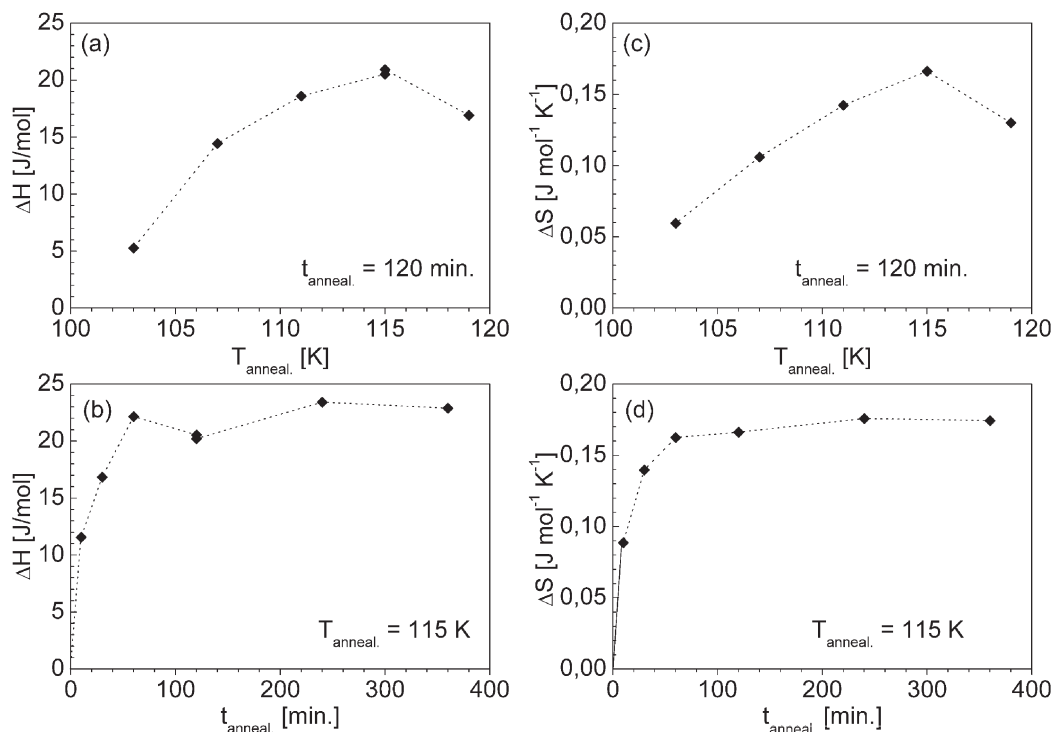 (a)
ΔH [J/mol]
25
20
15
10
5
0
100 105 110 115 120
t_anneal. = 120 min.
T_anneal. [K]
(c)
ΔS [J mol⁻¹ K⁻¹]
0,20
0,15
0,10
0,05
0,00
100 105 110 115 120
t_anneal. = 120 min.
T_anneal. [K]
(b)
ΔH [J/mol]
25
20
15
10
5
0
0 100 200 300 400
T_anneal. = 115 K
t_anneal. [min.]
(d)
ΔS [J mol⁻¹ K⁻¹]
0,20
0,15
0,10
0,05
0,00
0 100 200 300 400
T_anneal. = 115 K
t_anneal. [min.]